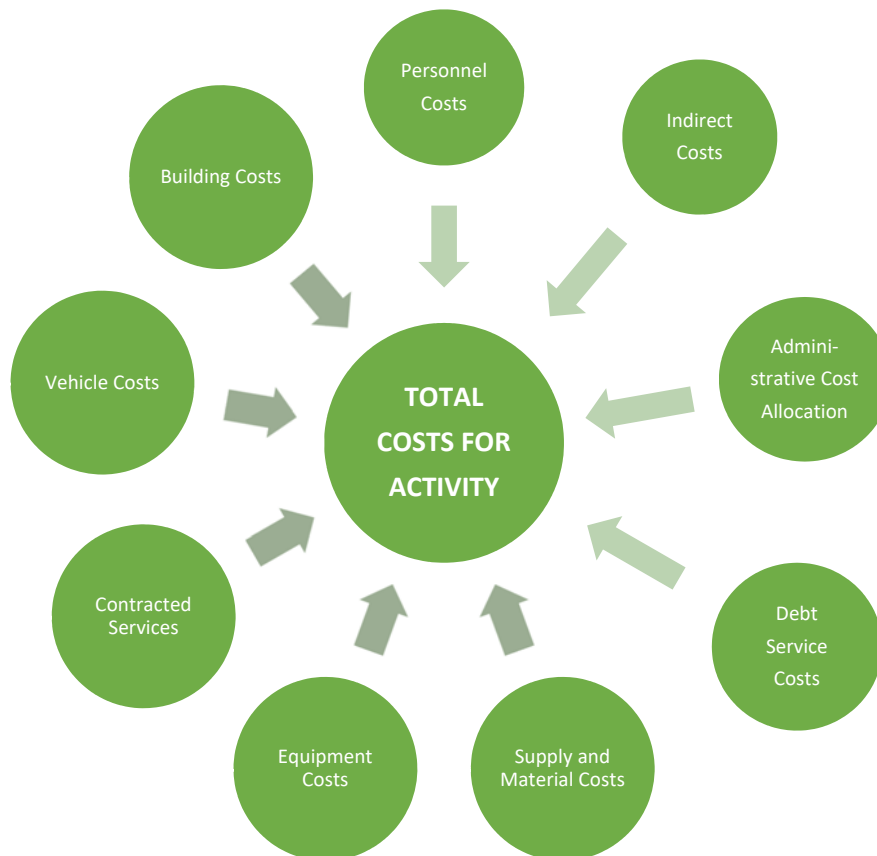 Personnel
Costs
Indirect
Costs
Building Costs
Admini-
strative Cost
Allocation
Vehicle Costs
TOTAL
COSTS FOR
ACTIVITY
Contracted
Services
Debt
Service
Costs
Equipment
Costs
Supply and
Material Costs